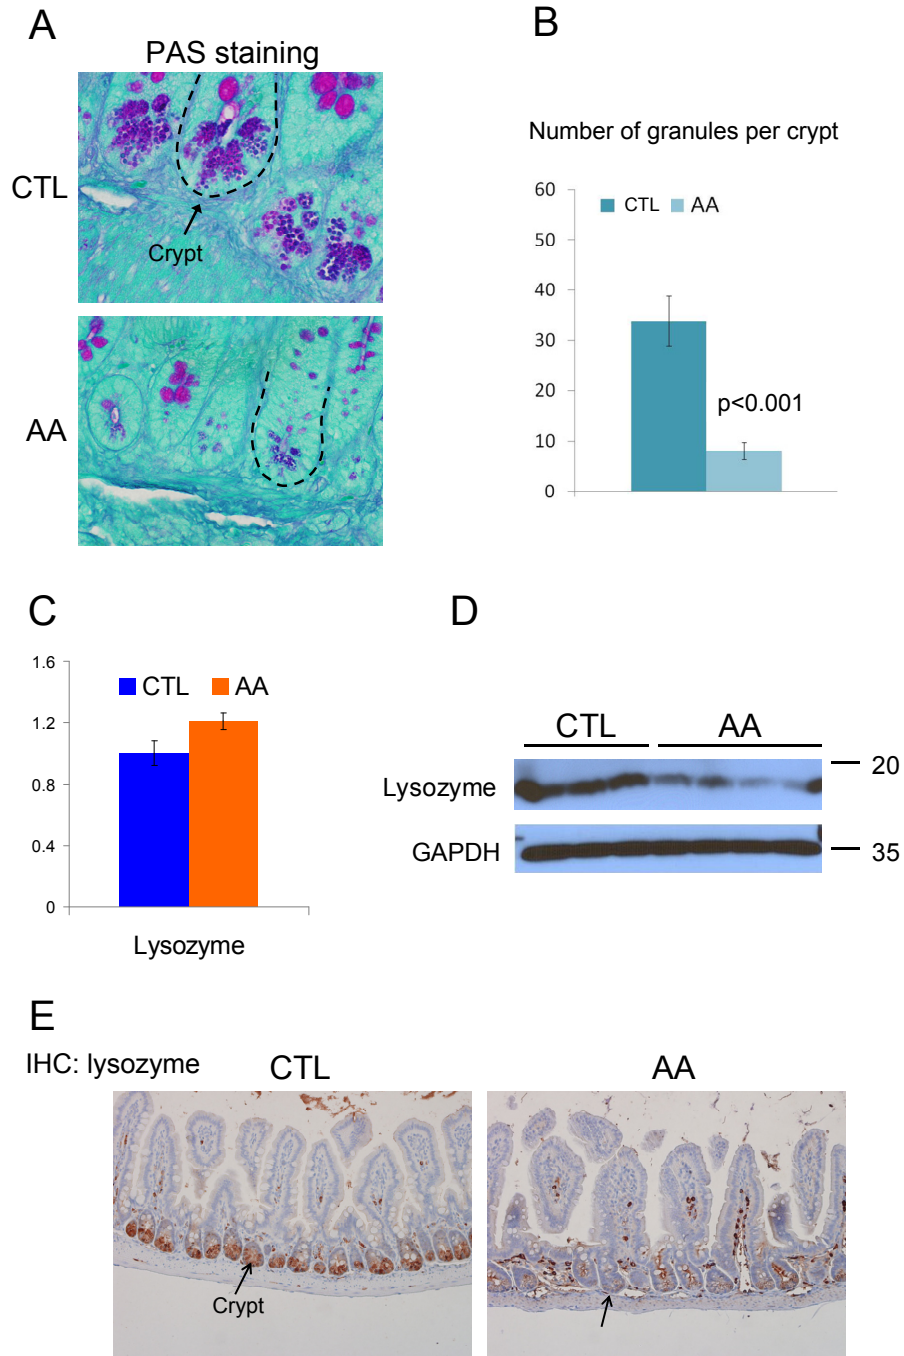 A
PAS staining
CTL
Crypt
AA
B
Number of granules per crypt
60
50
40
30
20
10
0
CTL AA
p<0.001
C
1.6
1.2
0.8
0.4
0
CTL AA
Lysozyme
D
CTL AA
Lysozyme
20
GAPDH
35
E
IHC: lysozyme
CTL
AA
Crypt